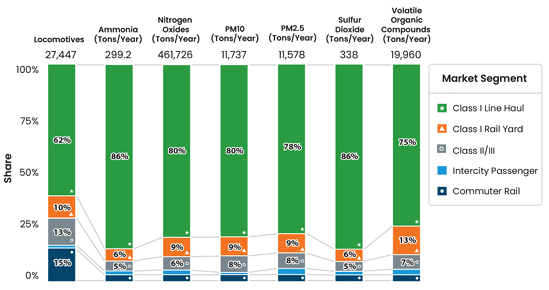 Locomotives
27,447
Ammonia
(Tons/Year)
299.2
Nitrogen
Oxides
(Tons/Year)
461,726
PM10
(Tons/Year)
11,737
PM2.5
(Tons/Year)
11,578
Sulfur
Dioxide
(Tons/Year)
338
Volatile
Organic
Compounds
(Tons/Year)
19,960
Share
100%
75%
50%
25%
0%
62%
10%
13%
15%
86%
6%
5%
80%
9%
6%
80%
9%
8%
78%
9%
8%
86%
6%
5%
75%
13%
7%
Market Segment
Class I Line Haul
Class I Rail Yard
Class II/III
Intercity Passenger
Commuter Rail